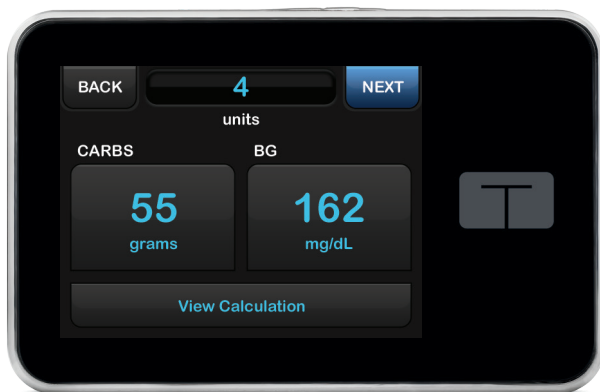 BACK
4
NEXT
units
CARBS
BG
55
162
grams
mg/dL
View Calculation